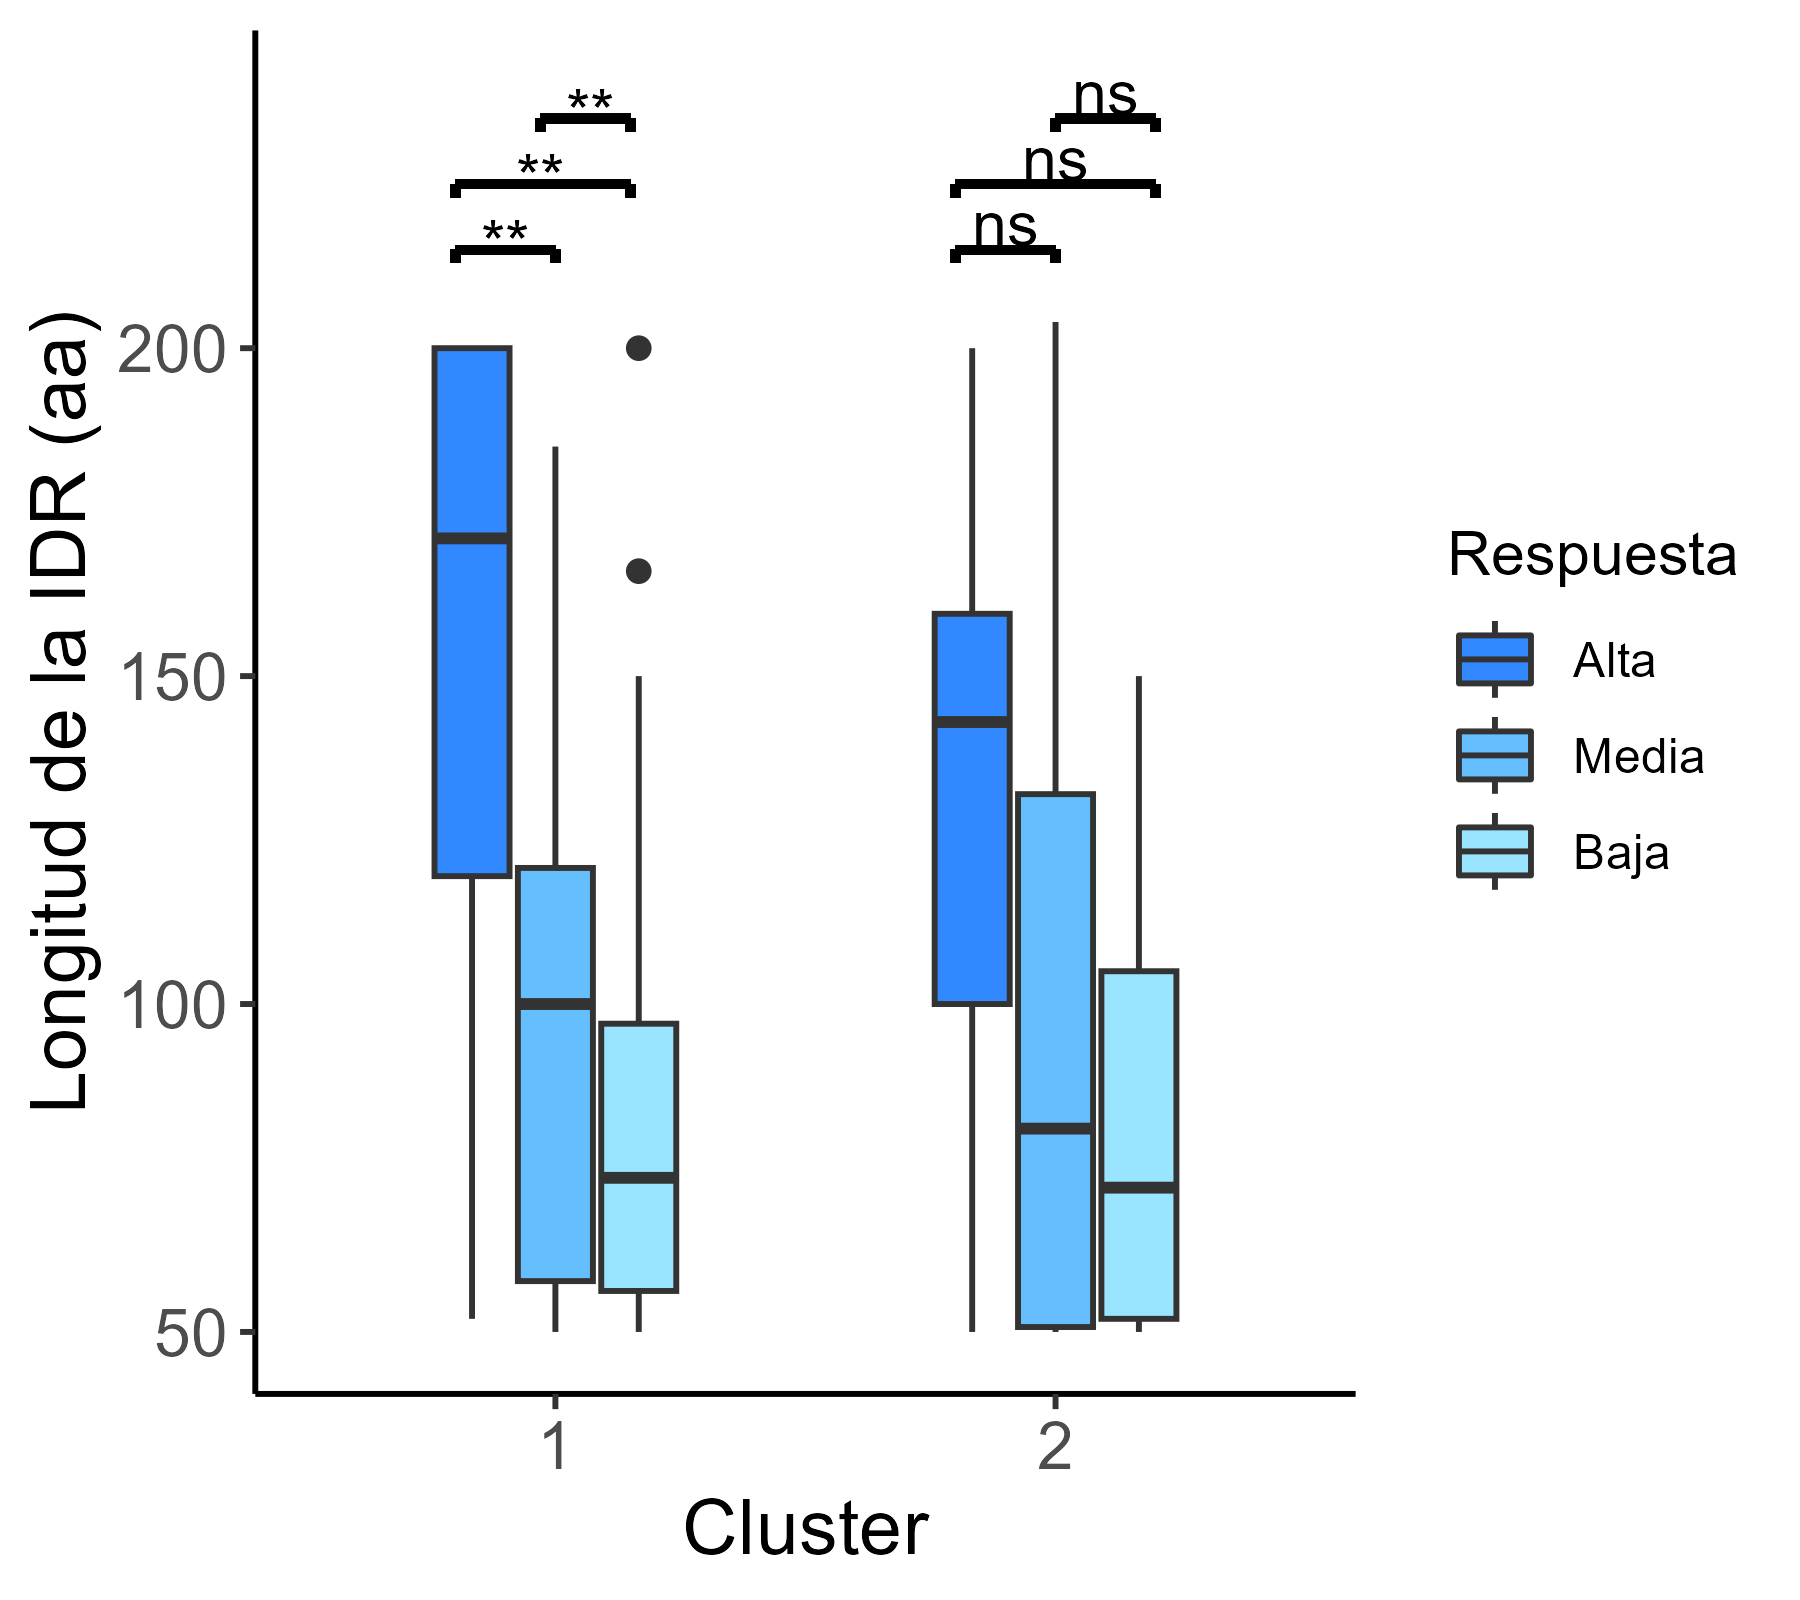 **
**
**
ns
ns
ns
Longitud de la IDR (aa)
200
150
100
50
1
2
Cluster
Respuesta
Alta
Media
Baja